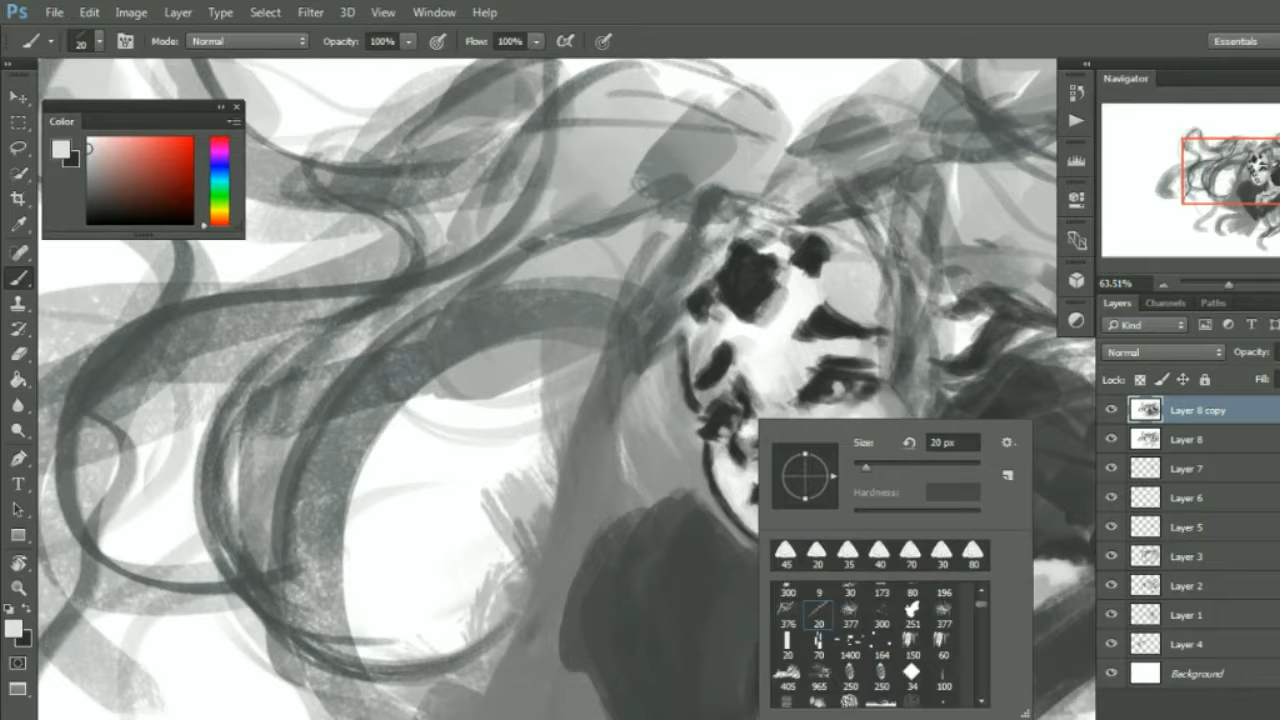 Ps File Edit Image Layer Type Select Filter 3D View Window Help
20 Mode: Normal Opacity: 100% Flow: 100% Essentials
Color
Navigator
63.51%
Layers Channels Paths
Kind
Normal Opacity:
Lock: Fill:
Layer 6 copy
Layer 8
Layer 7
Layer 6
Layer 5
Layer 3
Layer 2
Layer 1
Layer 4
Background
Size: 20 px
Hardness:
45 20 35 40 70 30 80
300 9 30 173 80 196
376 20 377 300 251 377
20 70 1400 164 150 60
405 965 250 250 34 100